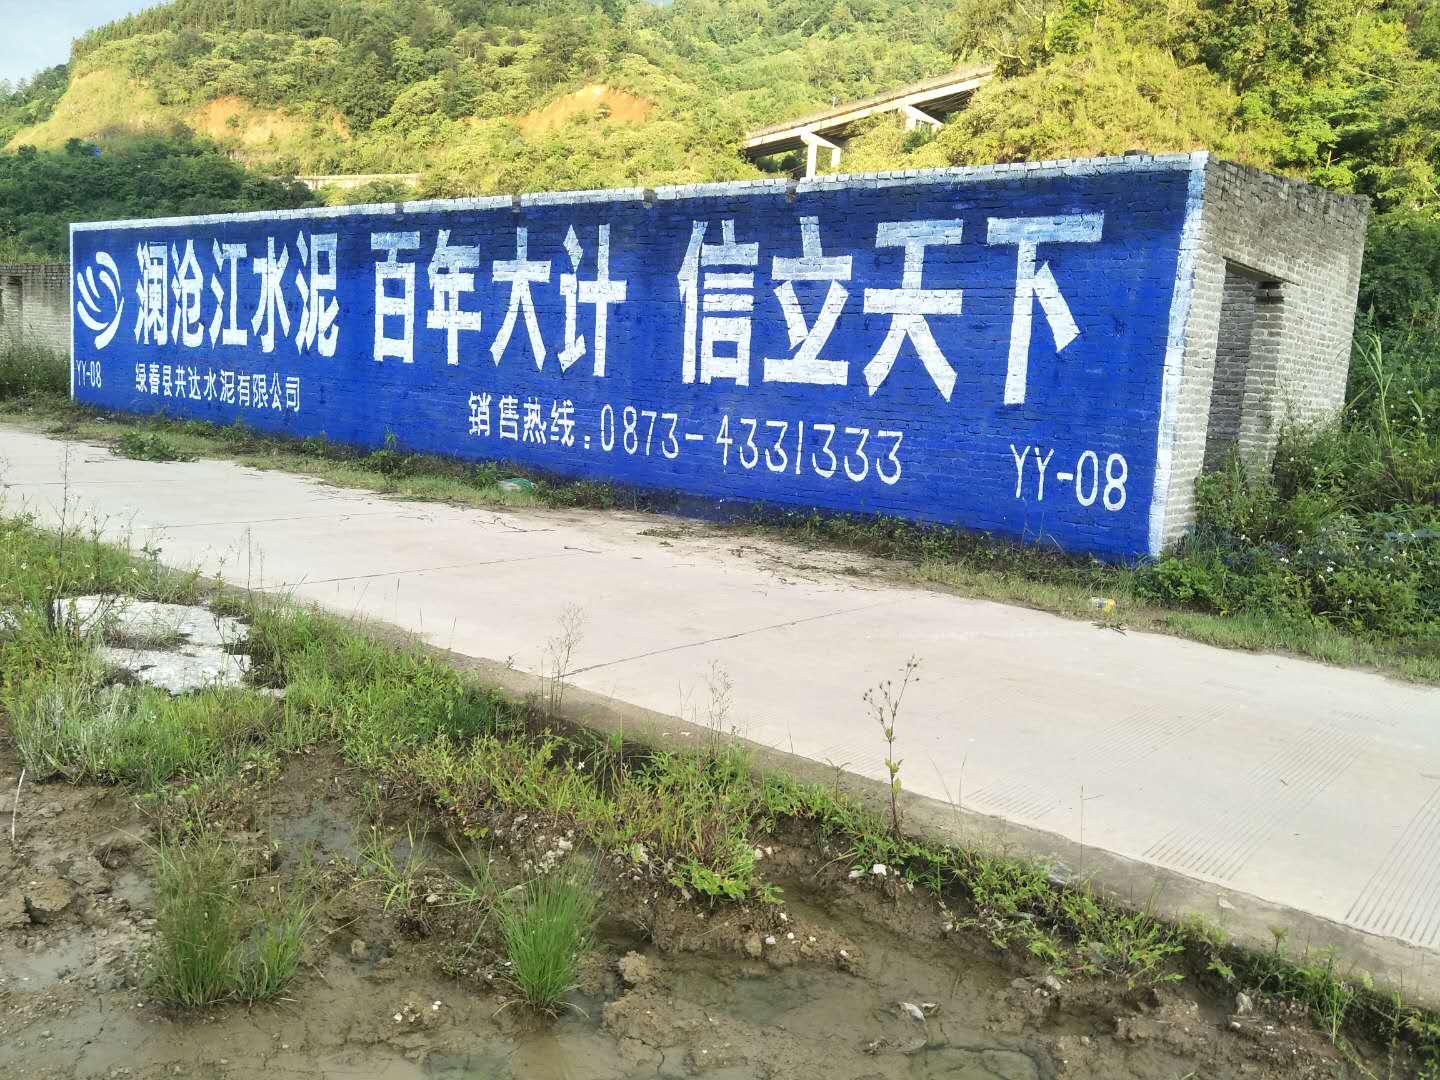 澜沧江水泥 百年大计 信立天下
YY-08
绿春县共达水泥有限公司
销售热线：0873-4331333
YY-08